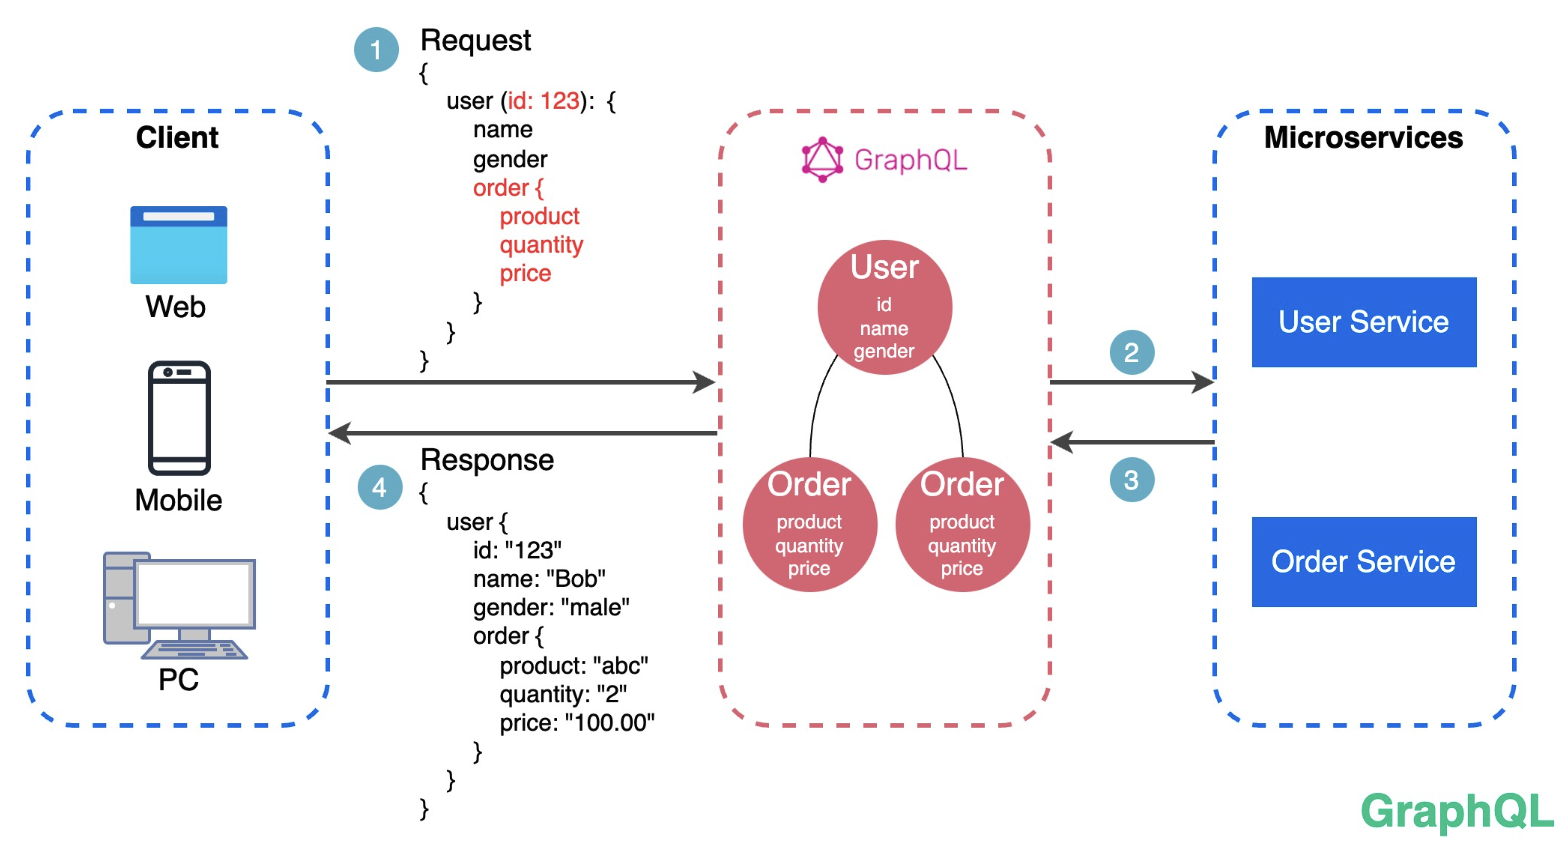 1
Request
{
user (id: 123): {
name
gender
order {
product
quantity
price
}
}
}
Client
Web
Mobile
PC
4
Response
{
user {
id: "123"
name: "Bob"
gender: "male"
order {
product: "abc"
quantity: "2"
price: "100.00"
}
}
}
GraphQL
User
id
name
gender
Order
product
quantity
price
Order
product
quantity
price
2
3
Microservices
User Service
Order Service
GraphQL